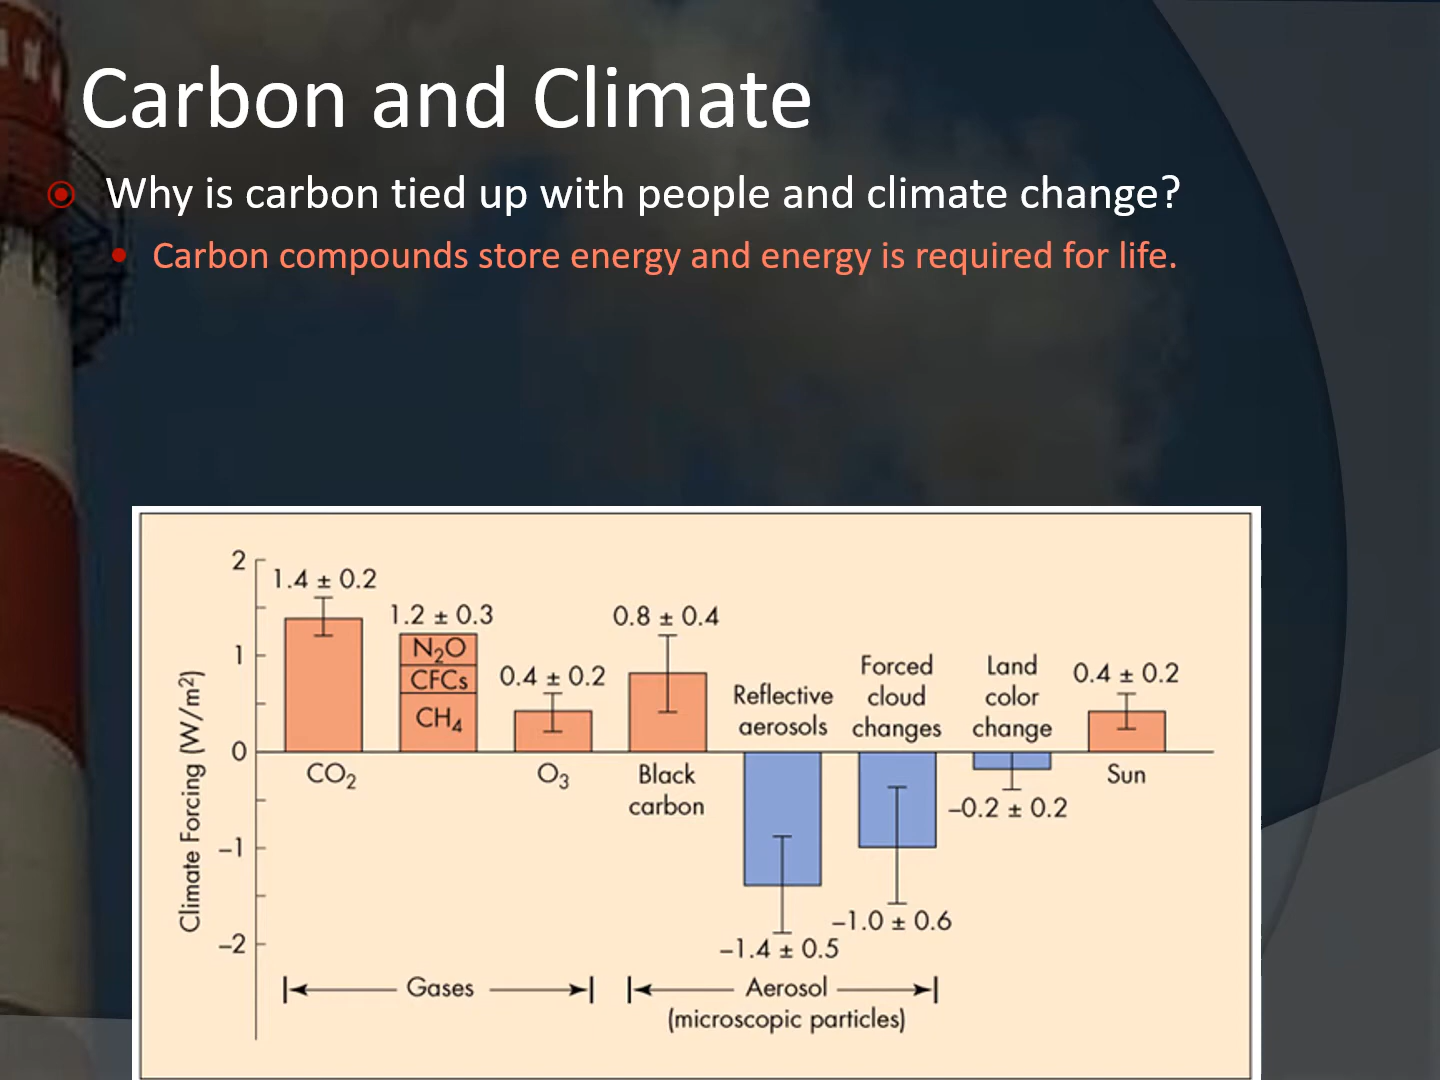 Carbon and Climate
Why is carbon tied up with people and climate change?
Carbon compounds store energy and energy is required for life.
Climate Forcing (W/m²)
2
1
0
−1
−2
1.4 ± 0.2
CO₂
1.2 ± 0.3
N₂O
CFCs
CH₄
0.4 ± 0.2
O₃
0.8 ± 0.4
Black
carbon
Reflective
aerosols
−1.4 ± 0.5
Forced
cloud
changes
−1.0 ± 0.6
Land
color
change
−0.2 ± 0.2
0.4 ± 0.2
Sun
Gases
Aerosol
(microscopic particles)